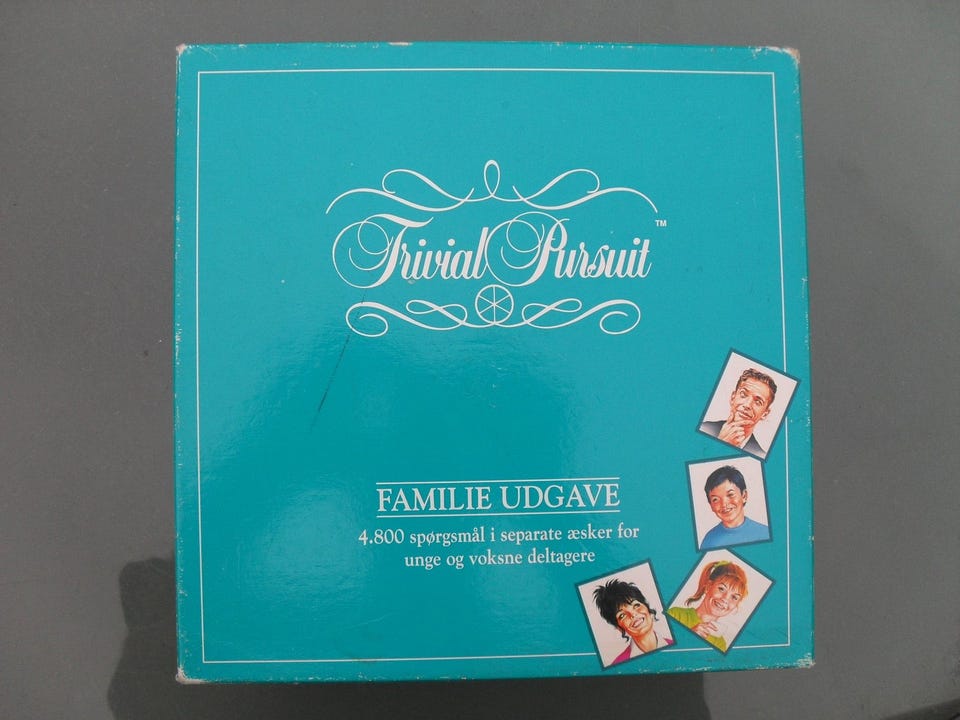 Trivial Pursuit™
FAMILIE UDGAVE
4.800 spørgsmål i separate æsker for
unge og voksne deltagere